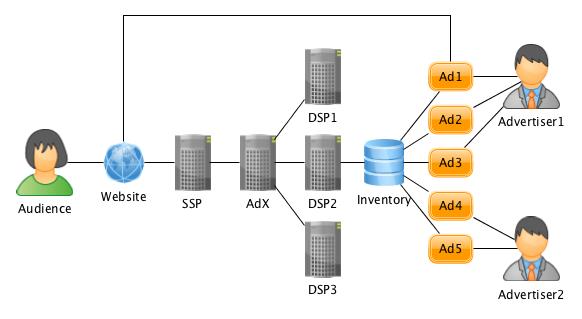 Ad1
DSP1
Ad2
Advertiser1
Ad3
Audience
Website
SSP
AdX
DSP2
Inventory
Ad4
Ad5
DSP3
Advertiser2